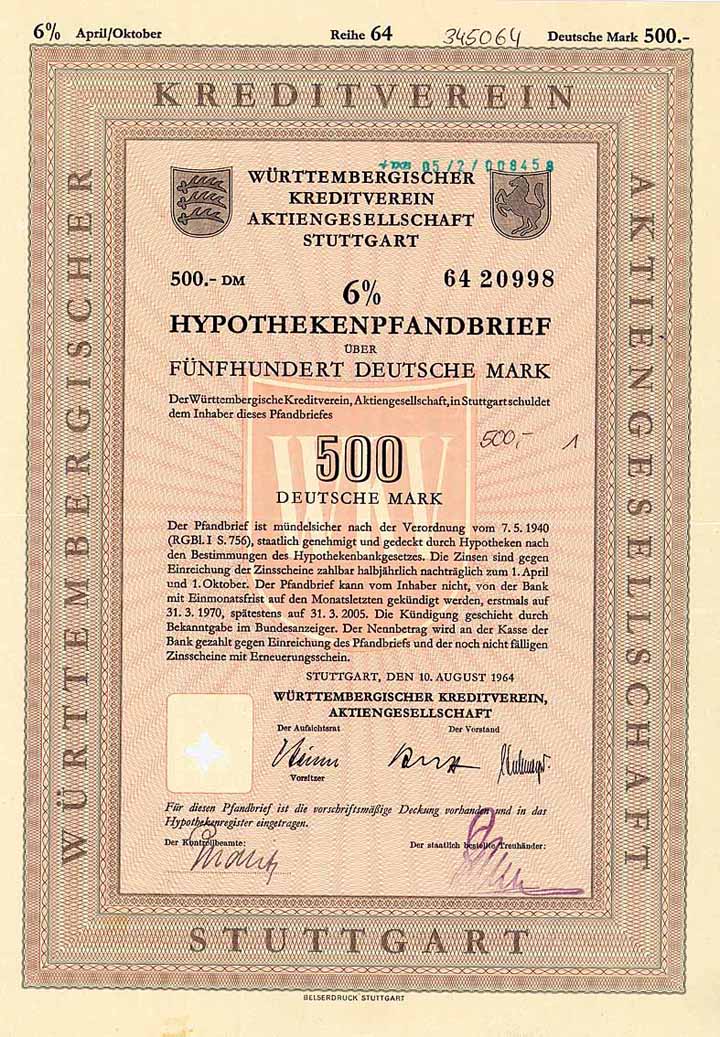 6% April/Oktober Reihe 64 345064 Deutsche Mark 500.-
KREDITVEREIN
WÜRTTEMBERGISCHER
AKTIENGESELLSCHAFT
05/2/008458
WÜRTTEMBERGISCHER
KREDITVEREIN
AKTIENGESELLSCHAFT
STUTTGART
500.- DM 64 20998
6%
HYPOTHEKENPFANDBRIEF
ÜBER
FÜNFHUNDERT DEUTSCHE MARK
Der Württembergische Kreditverein, Aktiengesellschaft, in Stuttgart schuldet
dem Inhaber dieses Pfandbriefes
500,- 1
500
WKV
DEUTSCHE MARK
Der Pfandbrief ist mündelsicher nach der Verordnung vom 7. 5. 1940
(RGBL I S. 756), staatlich genehmigt und gedeckt durch Hypotheken nach
den Bestimmungen des Hypothekenbankgesetzes. Die Zinsen sind gegen
Einreichung der Zinsscheine zahlbar halbjährlich nachträglich zum 1. April
und 1. Oktober. Der Pfandbrief kann vom Inhaber nicht, von der Bank
mit Einmonatsfrist auf den Monatsletzten gekündigt werden, erstmals auf
31. 3. 1970, spätestens auf 31. 3. 2005. Die Kündigung geschieht durch
Bekanntgabe im Bundesanzeiger. Der Nennbetrag wird an der Kasse der
Bank gezahlt gegen Einreichung des Pfandbriefs und der noch nicht fälligen
Zinsscheine mit Erneuerungsschein.
STUTTGART, DEN 10. AUGUST 1964
WÜRTTEMBERGISCHER KREDITVEREIN,
AKTIENGESELLSCHAFT
Der Aufsichtsrat Der Vorstand
Vorsitzer
Für diesen Pfandbrief ist die vorschriftsmäßige Deckung vorhanden und in das
Hypothekenregister eingetragen.
Der Kontrollbeamte: Der staatlich bestellte Treuhänder:
STUTTGART
BELSERDRUCK STUTTGART